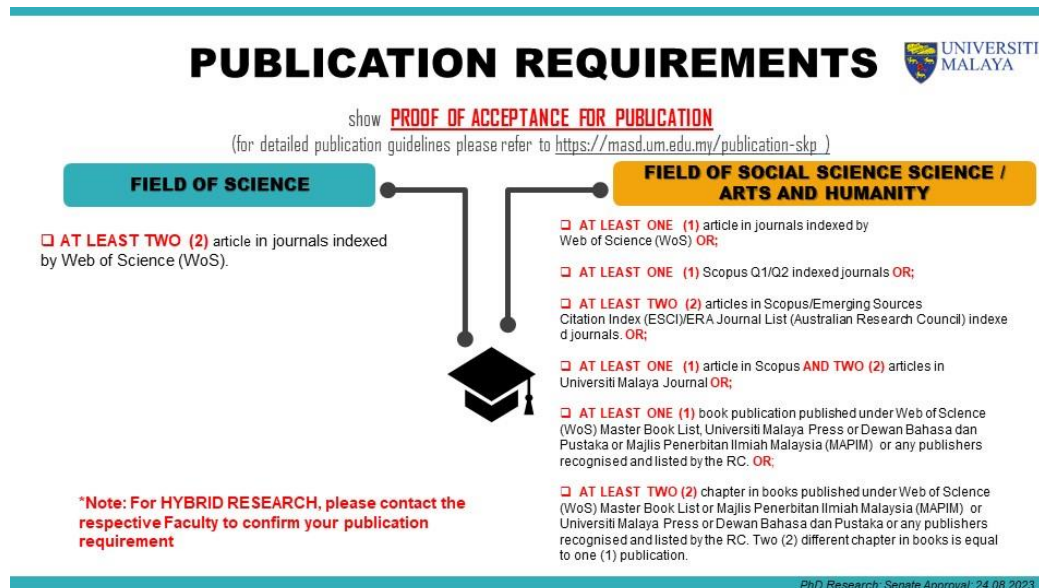 PUBLICATION REQUIREMENTS
UNIVERSITI
MALAYA
show PROOF OF ACCEPTANCE FOR PUBLICATION
(for detailed publication guidelines please refer to https://masd.um.edu.my/publication-skp )
FIELD OF SCIENCE
❑ AT LEAST TWO (2) article in journals indexed
by Web of Science (WoS).
*Note: For HYBRID RESEARCH, please contact the
respective Faculty to confirm your publication
requirement
FIELD OF SOCIAL SCIENCE SCIENCE /
ARTS AND HUMANITY
❑ AT LEAST ONE (1) article in journals indexed by
Web of Science (WoS) OR;
❑ AT LEAST ONE (1) Scopus Q1/Q2 indexed journals OR;
❑ AT LEAST TWO (2) articles in Scopus/Emerging Sources
Citation Index (ESCI)/ERA Journal List (Australian Research Council) indexe
d journals. OR;
❑ AT LEAST ONE (1) article in Scopus AND TWO (2) articles in
Universiti Malaya Journal OR;
❑ AT LEAST ONE (1) book publication published under Web of Science
(WoS) Master Book List, Universiti Malaya Press or Dewan Bahasa dan
Pustaka or Majlis Penerbitan Ilmiah Malaysia (MAPIM) or any publishers
recognised and listed by the RC. OR;
❑ AT LEAST TWO (2) chapter in books published under Web of Science
(WoS) Master Book List or Majlis Penerbitan Ilmiah Malaysia (MAPIM) or
Universiti Malaya Press or Dewan Bahasa dan Pustaka or any publishers
recognised and listed by the RC. Two (2) different chapter in books is equal
to one (1) publication.
PhD Research: Senate Approval: 24.08.2023